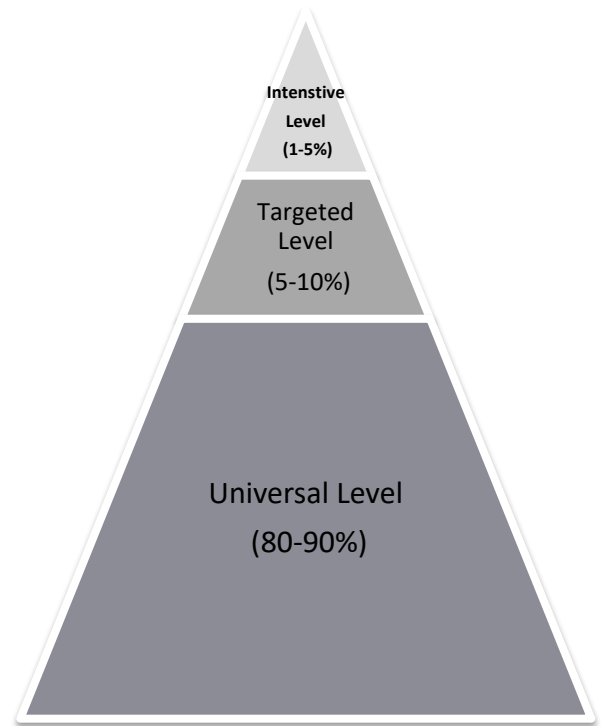 Intenstive
Level
(1-5%)
Targeted
Level
(5-10%)
Universal Level
(80-90%)